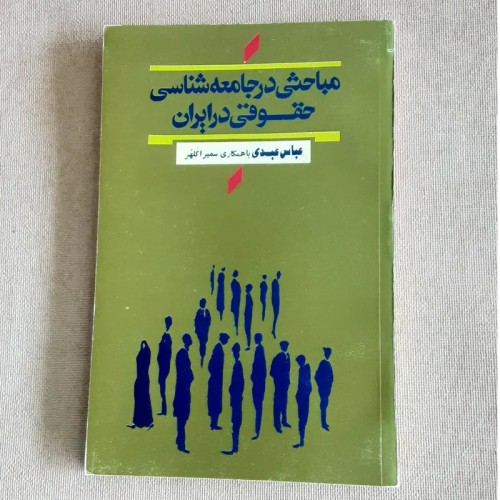 مباحثی در جامعه‌شناسی
حقوقی در ایران
عباس عبدی با همکاری سمیرا کلهر